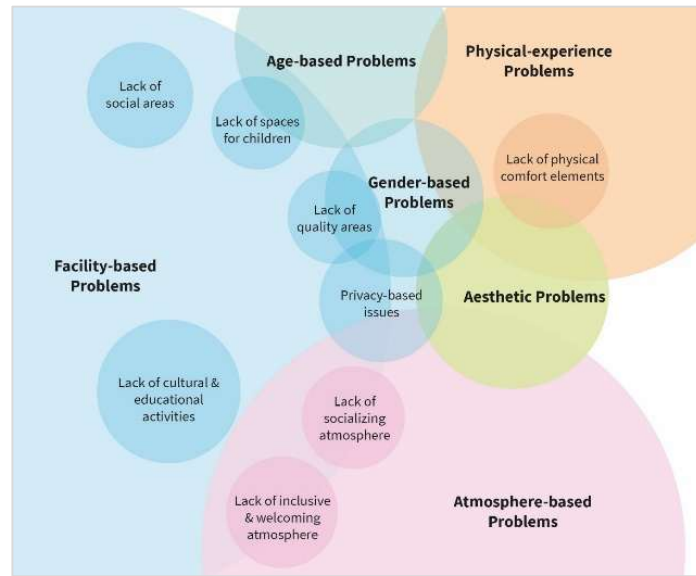 Age-based Problems
Physical-experience
Problems
Lack of
social areas
Lack of spaces
for children
Lack of physical
comfort elements
Gender-based
Problems
Lack of
quality areas
Facility-based
Problems
Privacy-based
issues
Aesthetic Problems
Lack of cultural &
educational
activities
Lack of
socializing
atmosphere
Lack of inclusive
& welcoming
atmosphere
Atmosphere-based
Problems